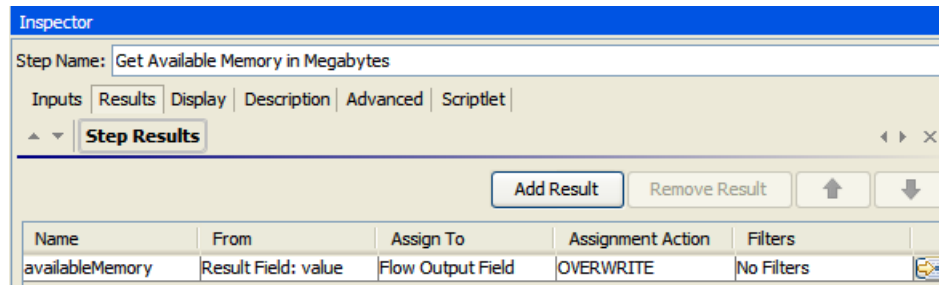 Inspector
Step Name: Get Available Memory in Megabytes
Inputs Results Display Description Advanced Scriptlet
Step Results
Add Result Remove Result
Name From Assign To Assignment Action Filters
availableMemory Result Field: value Flow Output Field OVERWRITE No Filters